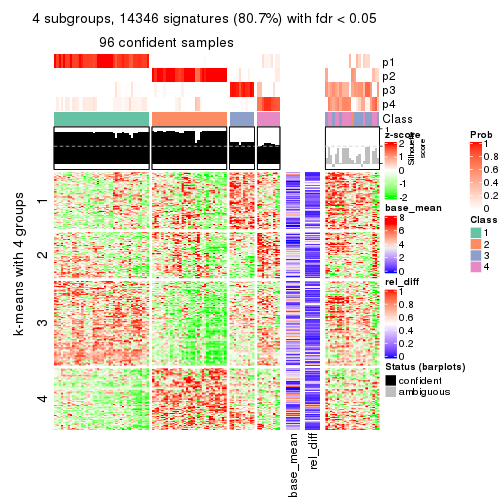 4 subgroups, 14346 signatures (80.7%) with fdr < 0.05
96 confident samples
p1
p2
p3
p4
Class
1
Silhouette
score
z-score
2
1
0
-1
-2
Prob
1
0.8
0.6
0.4
0.2
0
base_mean
8
6
4
2
0
Class
1
2
3
4
rel_diff
1
0.8
0.6
0.4
0.2
0
Status (barplots)
confident
ambiguous
k-means with 4 groups
1
2
3
4
base_mean
rel_diff